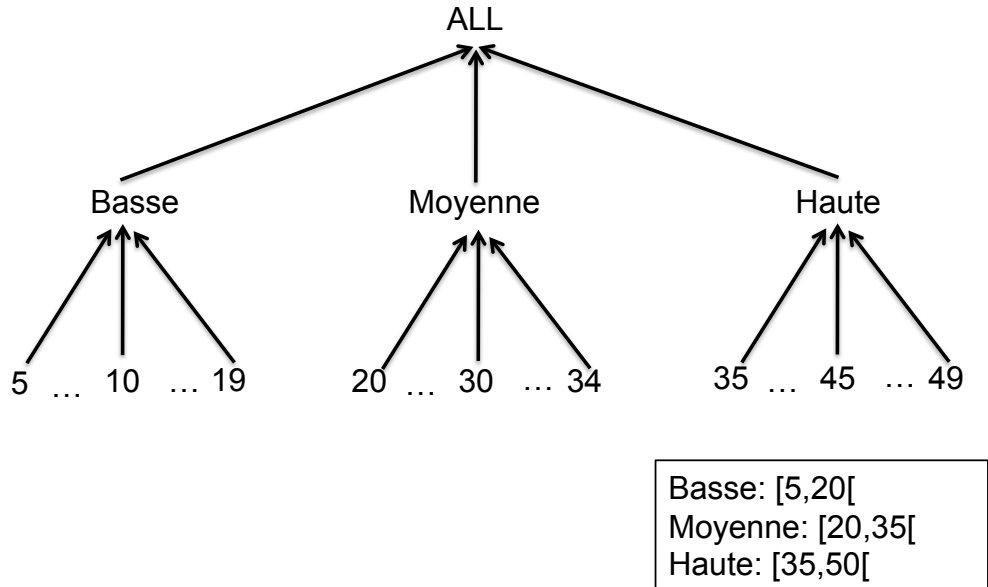 ALL
Basse Moyenne Haute
5 ... 10 ... 19 20 ... 30 ... 34 35 ... 45 ... 49
Basse: [5,20[
Moyenne: [20,35[
Haute: [35,50[